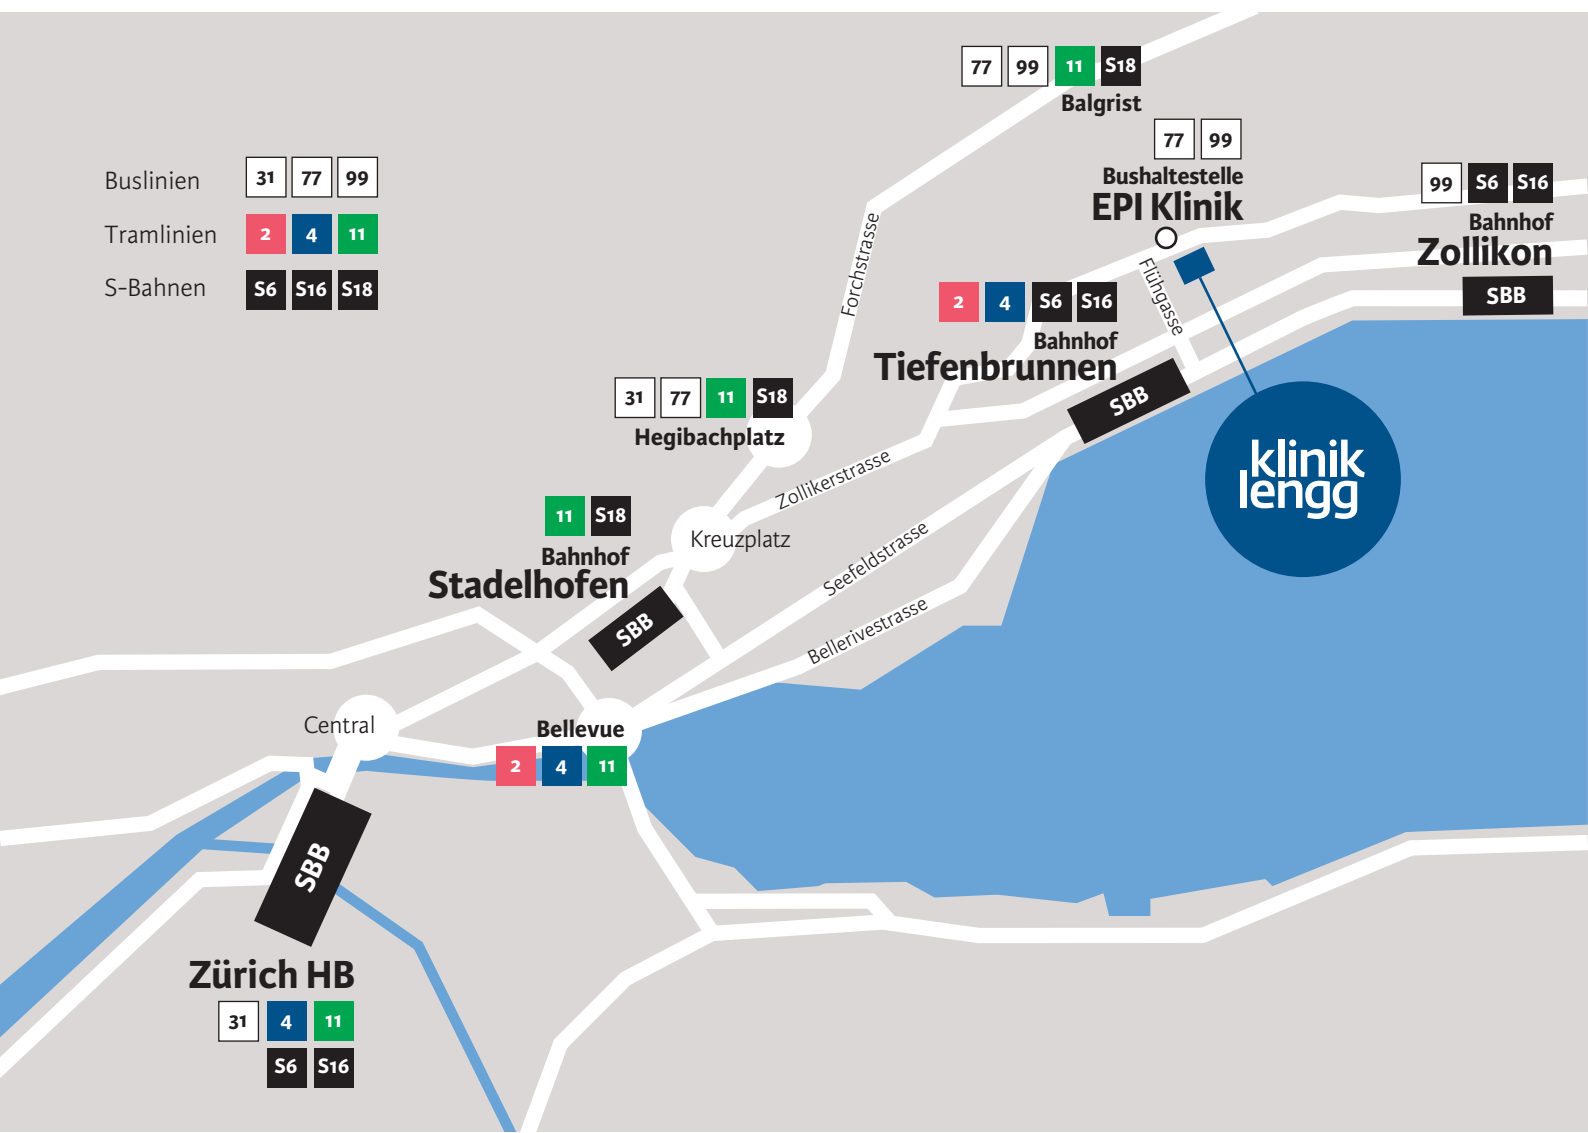 77 99 11 S18
Balgrist
77 99
Bushaltestelle
EPI Klinik
Buslinien 31 77 99
Tramlinien 2 4 11
S-Bahnen S6 S16 S18
99 S6 S16
Bahnhof
Zollikon
SBB
Forchstrasse
Flühgasse
2 4 S6 S16
Bahnhof
Tiefenbrunnen
SBB
31 77 11 S18
Hegibachplatz
Zollikerstrasse
klinik
lengg
11 S18
Bahnhof
Stadelhofen
SBB
Kreuzplatz
Seefeldstrasse
Bellerivestrasse
Central
Bellevue
2 4 11
SBB
Zürich HB
31 4 11
S6 S16